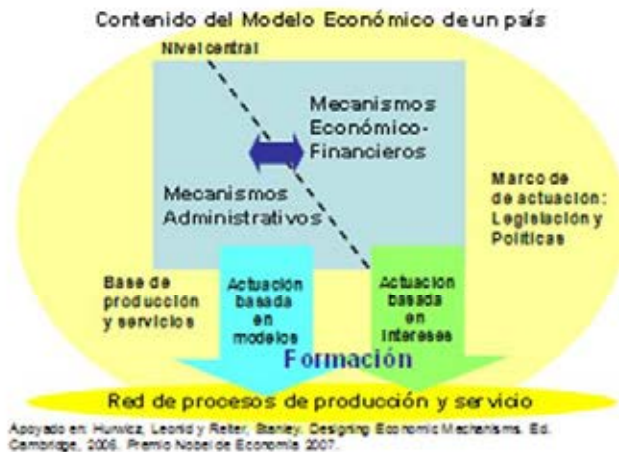 Contenido del Modelo Económico de un país
Nivel central
Mecanismos
Económico-
Financieros
Mecanismos
Administrativos
Marco de
de actuación:
Legislación y
Políticas
Base de
producción
y servicios
Actuación
basada
en
modelos
Actuación
basada
en
intereses
Formación
Red de procesos de producción y servicio
Apoyado en: Hurwicz, Leonid y Reiter, Stanley. Designing Economic Mechanisms. Ed.
Cambridge, 2006. Premio Nobel de Economía 2007.